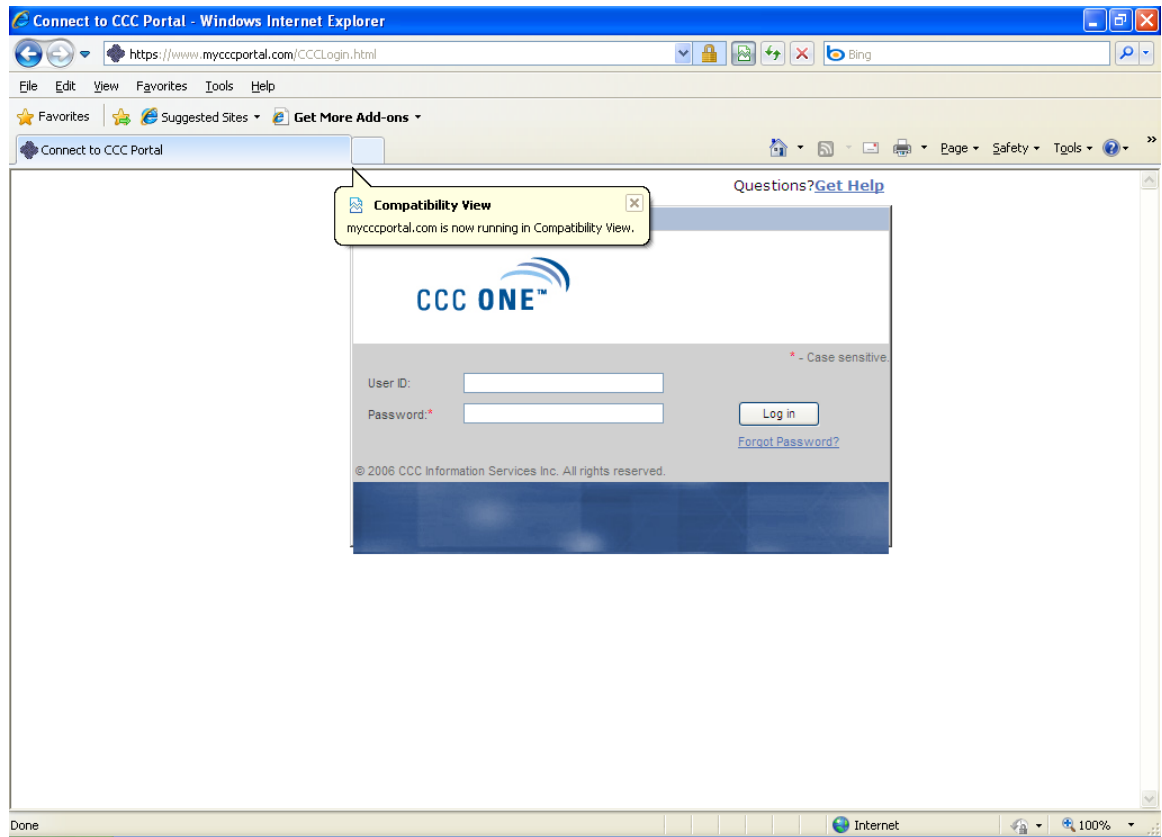 Connect to CCC Portal - Windows Internet Explorer
https://www.mycccportal.com/CCCLogin.html
Bing
File Edit View Favorites Tools Help
Favorites Suggested Sites Get More Add-ons
Connect to CCC Portal
Page Safety Tools »
Questions?Get Help
Compatibility View
mycccportal.com is now running in Compatibility View.
CCC ONE™
* - Case sensitive.
User ID:
Password:*
Log in
Forgot Password?
© 2006 CCC Information Services Inc. All rights reserved.
Done Internet 100%